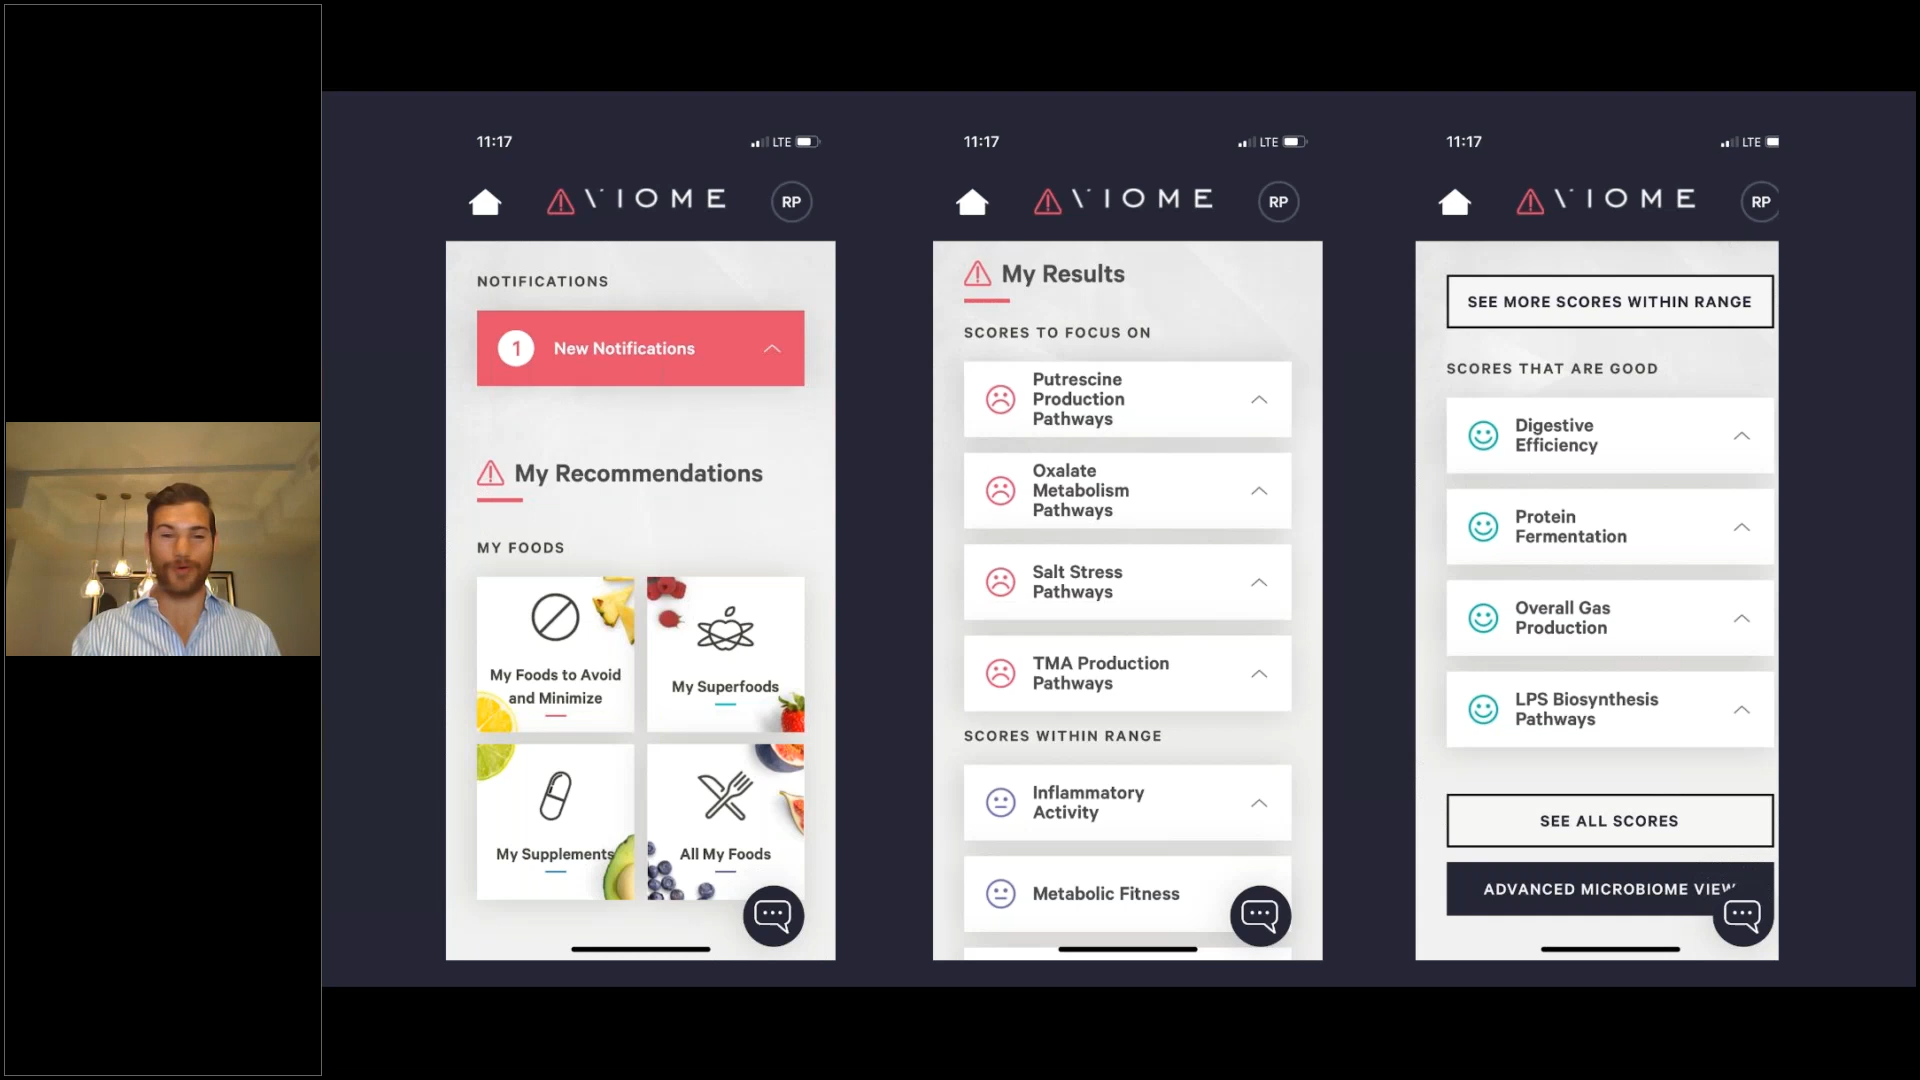 11:17
LTE
VIOME
RP
NOTIFICATIONS
1 New Notifications
My Recommendations
MY FOODS
My Foods to Avoid
and Minimize
My Superfoods
My Supplements
All My Foods
11:17
LTE
VIOME
RP
My Results
SCORES TO FOCUS ON
Putrescine
Production
Pathways
Oxalate
Metabolism
Pathways
Salt Stress
Pathways
TMA Production
Pathways
SCORES WITHIN RANGE
Inflammatory
Activity
Metabolic Fitness
11:17
LTE
VIOME
RP
SEE MORE SCORES WITHIN RANGE
SCORES THAT ARE GOOD
Digestive
Efficiency
Protein
Fermentation
Overall Gas
Production
LPS Biosynthesis
Pathways
SEE ALL SCORES
ADVANCED MICROBIOME VIEW